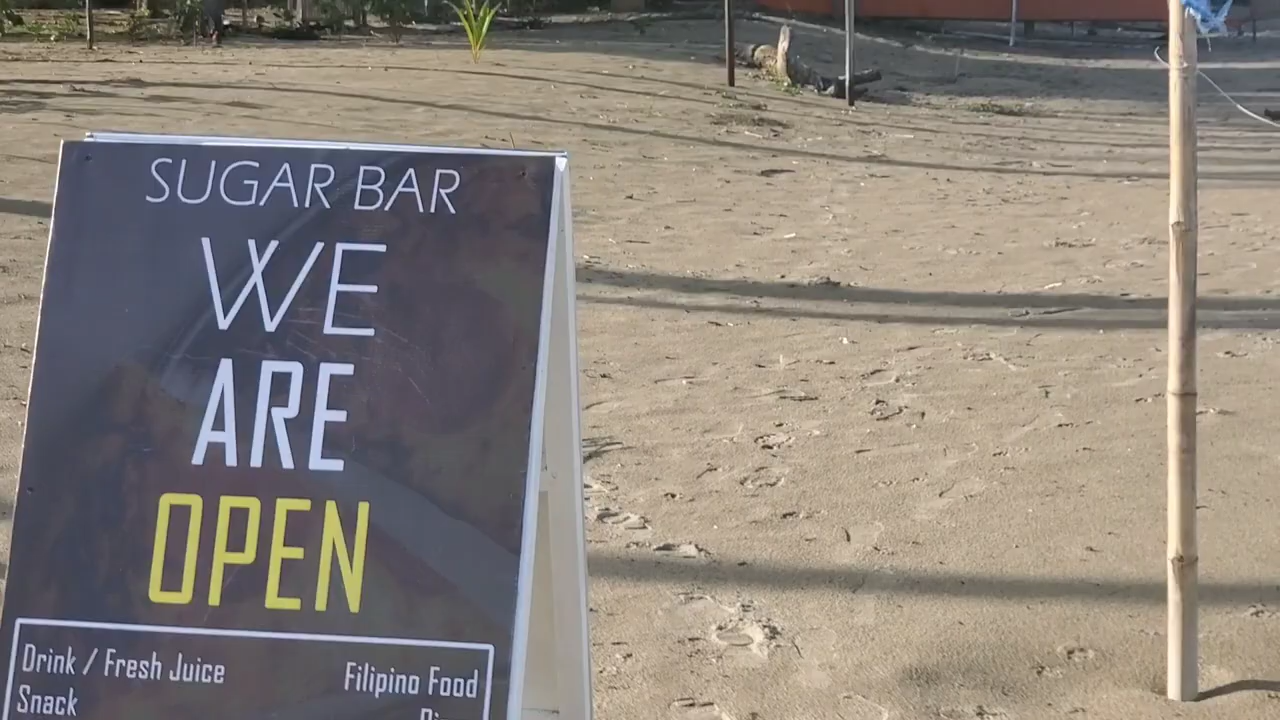 SUGAR BAR
WE
ARE
OPEN
Drink / Fresh Juice
Filipino Food
Snack